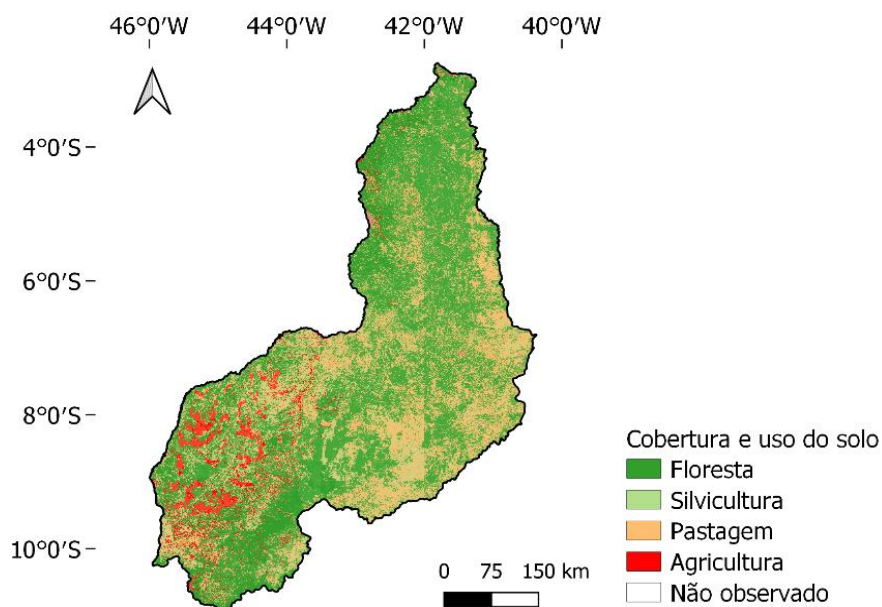 46°0′W 44°0′W 42°0′W 40°0′W
4°0′S
6°0′S
8°0′S
10°0′S
Cobertura e uso do solo
Floresta
Silvicultura
Pastagem
Agricultura
Não observado
0 75 150 km